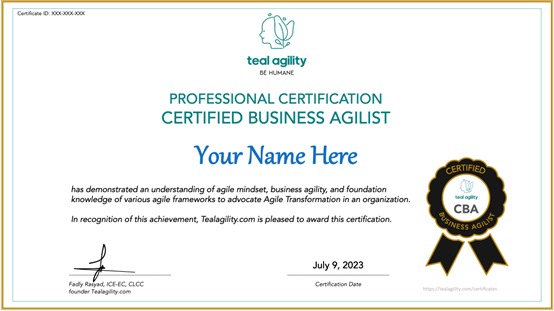 Certificate ID: XXX-XXX-XXX
teal agility
BE HUMANE
PROFESSIONAL CERTIFICATION
CERTIFIED BUSINESS AGILIST
Your Name Here
has demonstrated an understanding of agile mindset, business agility, and foundation
knowledge of various agile frameworks to advocate Agile Transformation in an organization.
In recognition of this achievement, Tealagility.com is pleased to award this certification.
CERTIFIED
teal agility
CBA
BUSINESS AGILIST
July 9, 2023
Fadly Rasyad, ICE-EC, CLCC
founder Tealagility.com
Certification Date
https://tealagility.com/certificates